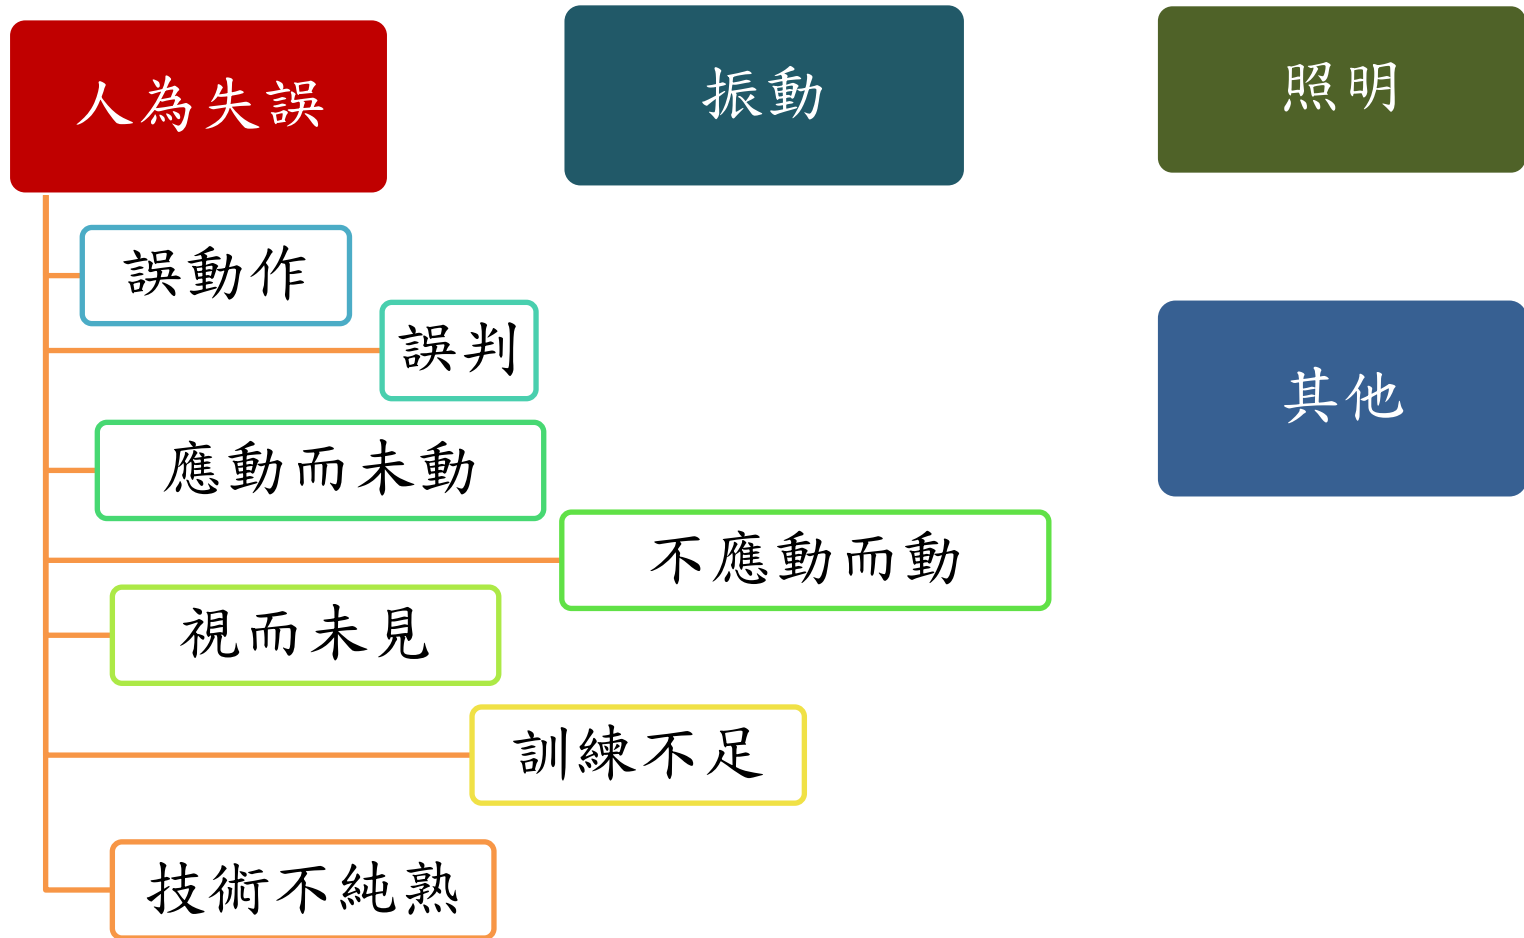 人為失誤
振動
照明
誤動作
誤判
其他
應動而未動
不應動而動
視而未見
訓練不足
技術不純熟